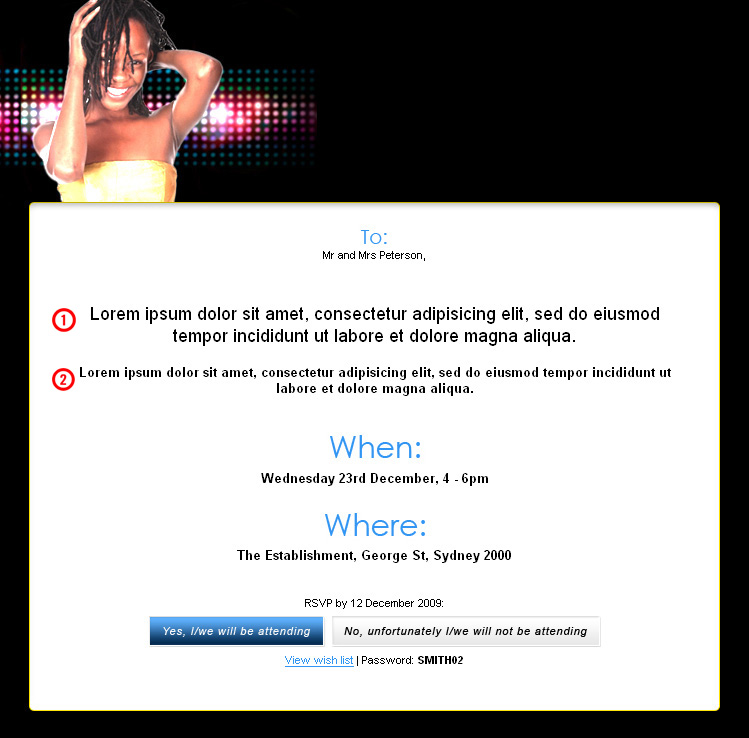 To:
Mr and Mrs Peterson,
1 Lorem ipsum dolor sit amet, consectetur adipisicing elit, sed do eiusmod
tempor incididunt ut labore et dolore magna aliqua.
2 Lorem ipsum dolor sit amet, consectetur adipisicing elit, sed do eiusmod tempor incididunt ut
labore et dolore magna aliqua.
When:
Wednesday 23rd December, 4 - 6pm
Where:
The Establishment, George St, Sydney 2000
RSVP by 12 December 2009:
Yes, I/we will be attending No, unfortunately I/we will not be attending
View wish list | Password: SMITH02